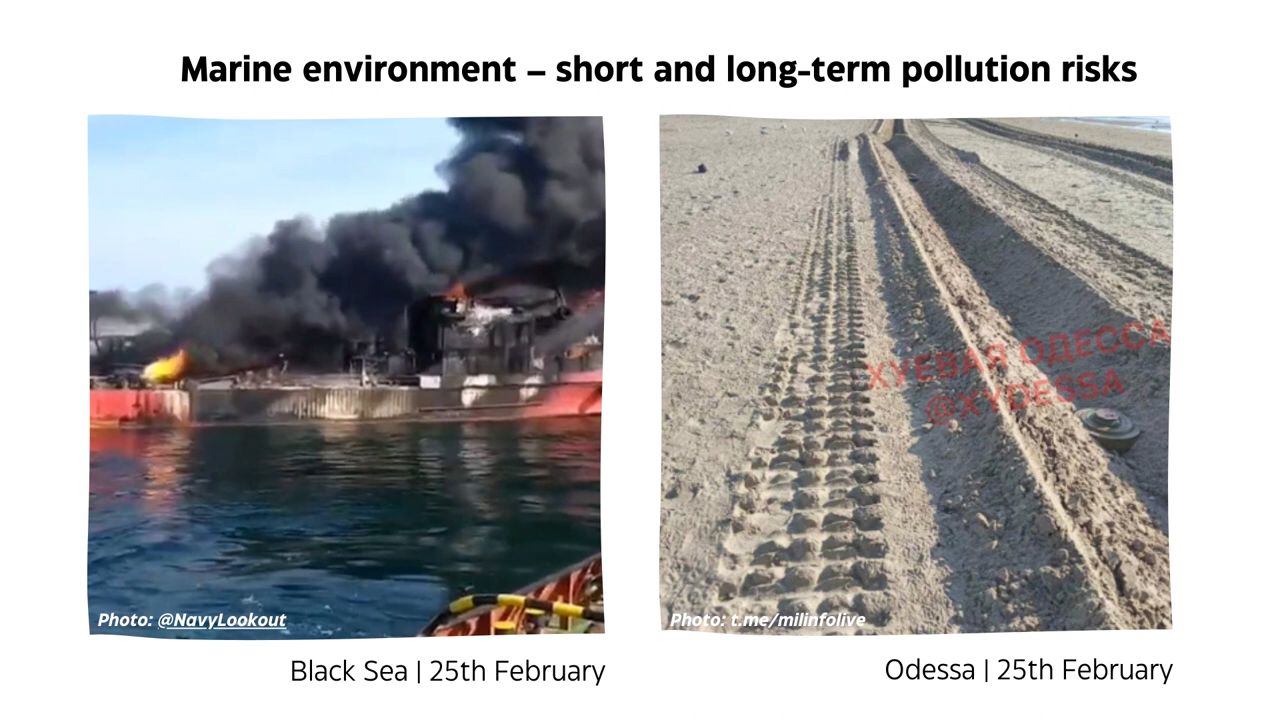 Marine environment – short and long-term pollution risks
Photo: @NavyLookout
ХУЕВАЯ ОДЕССА
@XYDESSA
Photo: t.me/milinfolive
Black Sea | 25th February
Odessa | 25th February